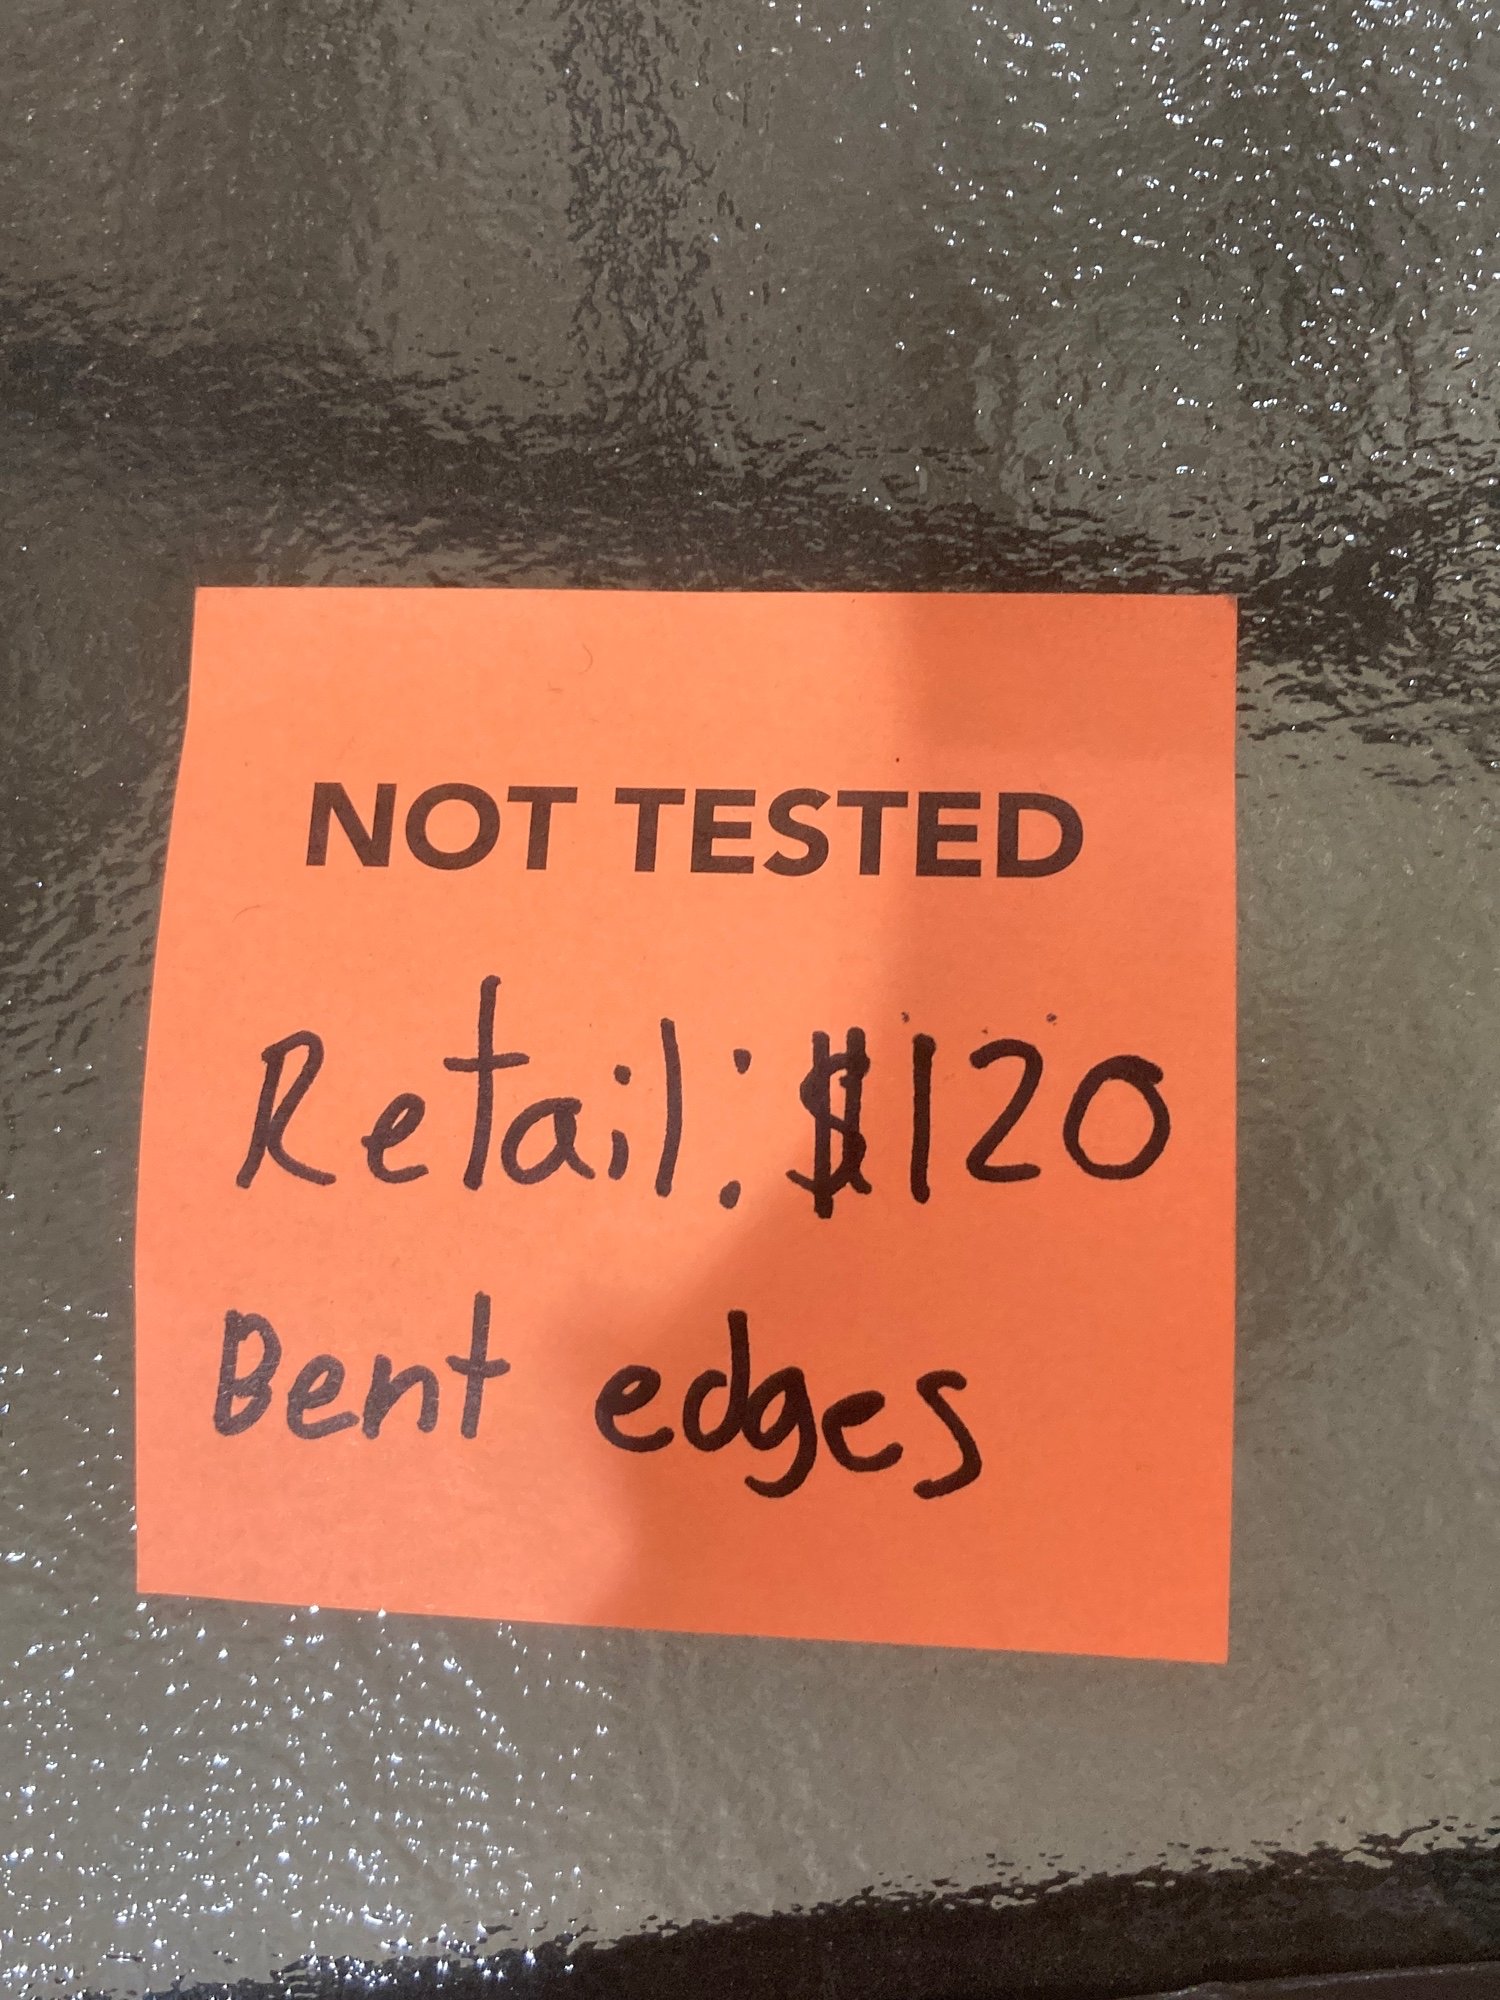 NOT TESTED
Retail: $120
Bent edges